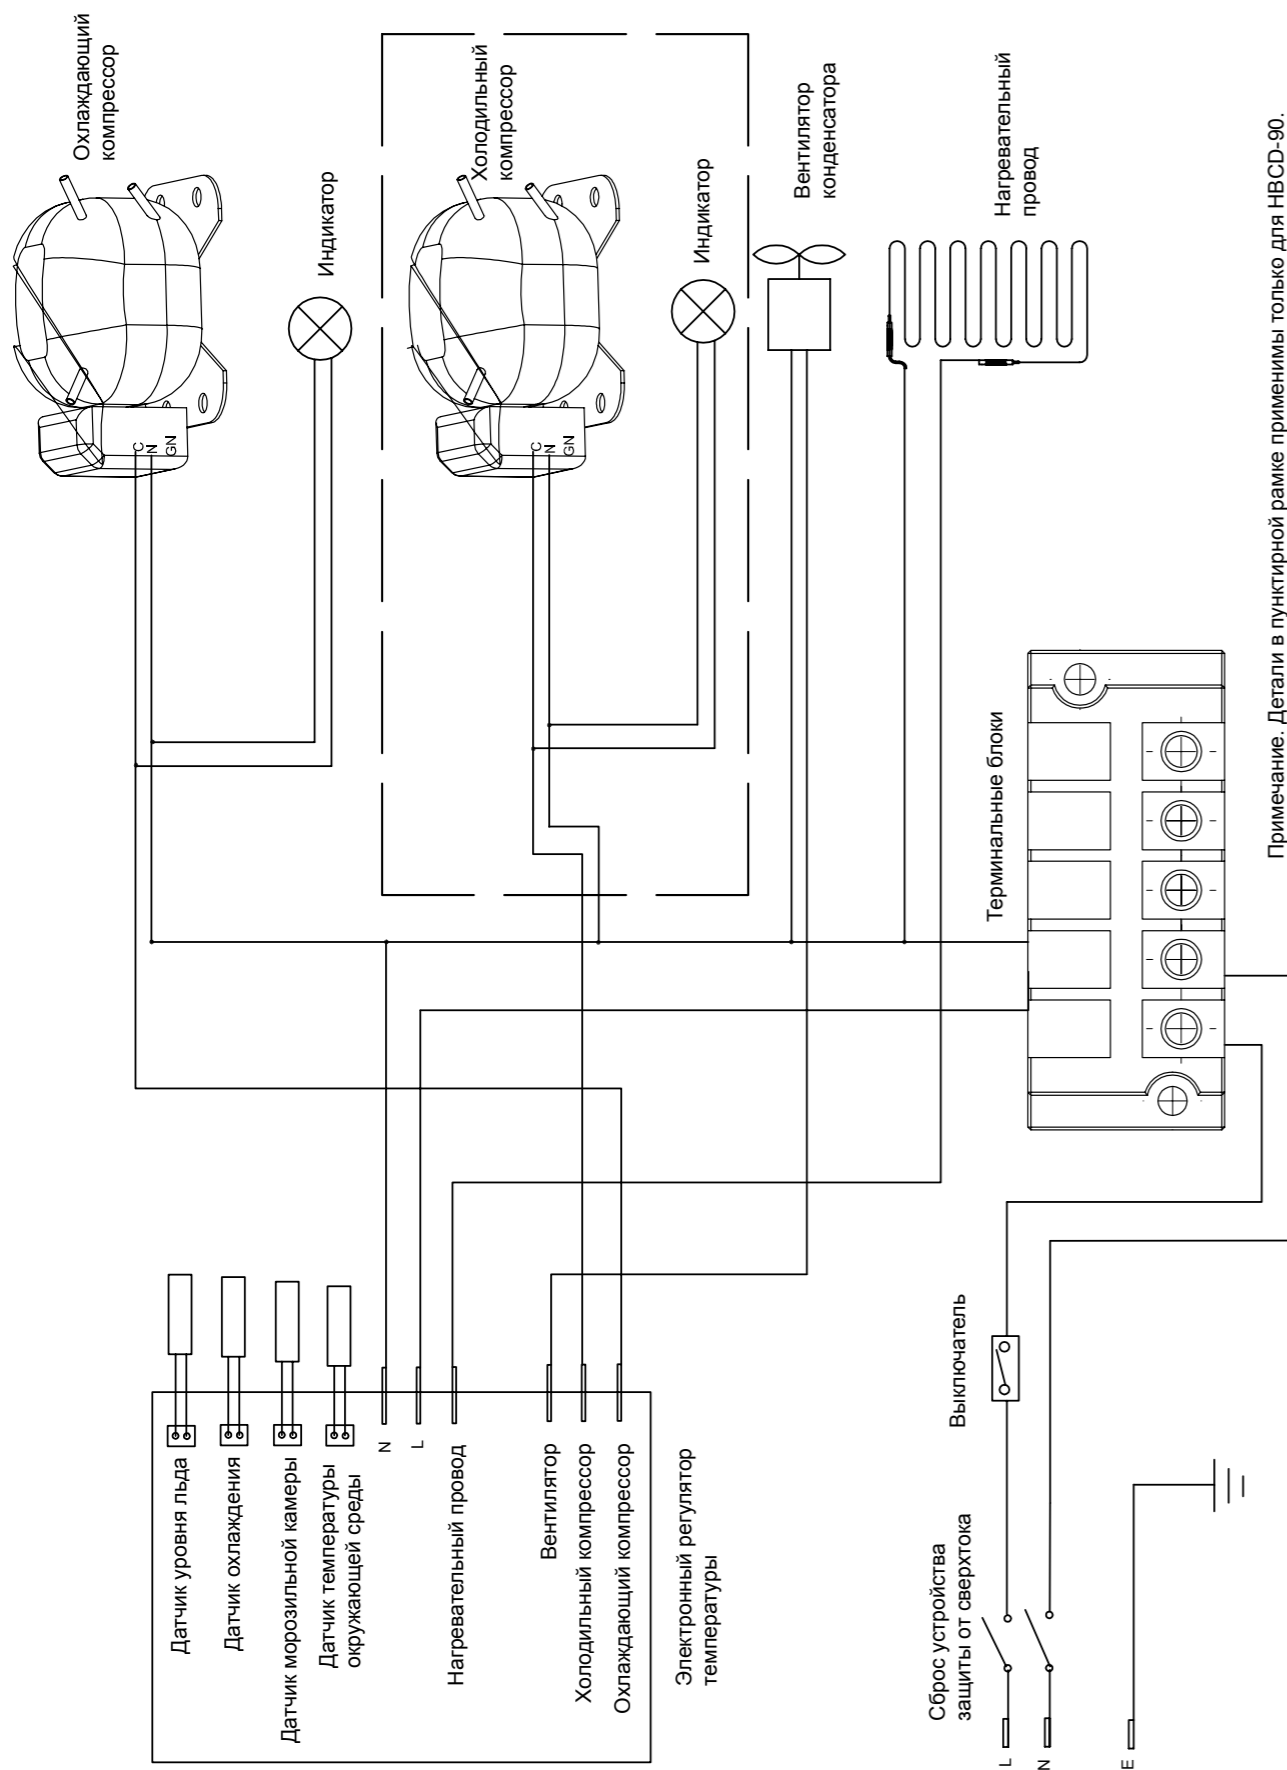 Охлаждающий
компрессор
C
N
GN
Индикатор
Холодильный
компрессор
C
N
GN
Индикатор
Вентилятор
конденсатора
Нагревательный
провод
Терминальные блоки
Датчик уровня льда
Датчик охлаждения
Датчик морозильной камеры
Датчик температуры
окружающей среды
N
L
Нагревательный провод
Вентилятор
Холодильный компрессор
Охлаждающий компрессор
Электронный регулятор
температуры
Выключатель
Сброс устройства
защиты от сверхтока
L
N
E
Примечание. Детали в пунктирной рамке применимы только для HBCD-90.